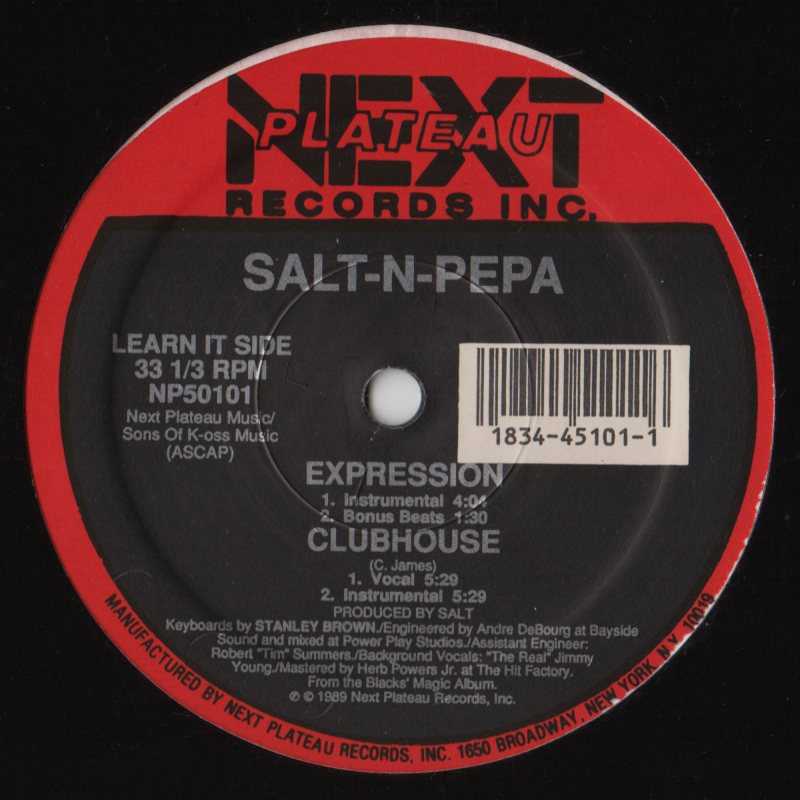 NEXT
PLATEAU
RECORDS INC.
SALT-N-PEPA
LEARN IT SIDE
33 1/3 RPM
NP50101
Next Plateau Music/
Sons Of K-oss Music
(ASCAP)
1834-45101-1
EXPRESSION
1. Instrumental 4:04
2. Bonus Beats 1:30
CLUBHOUSE
(C. James)
1. Vocal 5:29
2. Instrumental 5:29
PRODUCED BY SALT
Keyboards by STANLEY BROWN./Engineered by Andre DeBourg at Bayside
Sound and mixed at Power Play Studios./Assistant Engineer:
Robert "Tim" Summers./Background Vocals: "The Real" Jimmy
Young./Mastered by Herb Powers Jr. at The Hit Factory.
From the Blacks' Magic Album.
℗ © 1989 Next Plateau Records, Inc.
MANUFACTURED BY NEXT PLATEAU RECORDS, INC. 1650 BROADWAY, NEW YORK, N.Y. 10019